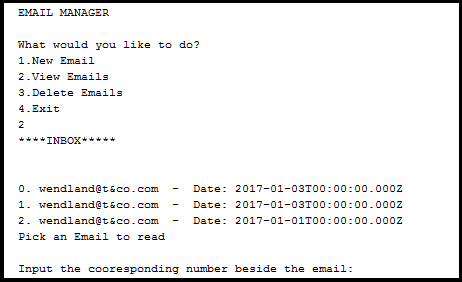 EMAIL MANAGER
What would you like to do?
1.New Email
2.View Emails
3.Delete Emails
4.Exit
2
****INBOX*****
0. wendland@t&co.com  -  Date: 2017-01-03T00:00:00.000Z
1. wendland@t&co.com  -  Date: 2017-01-03T00:00:00.000Z
2. wendland@t&co.com  -  Date: 2017-01-01T00:00:00.000Z
Pick an Email to read
Input the cooresponding number beside the email: